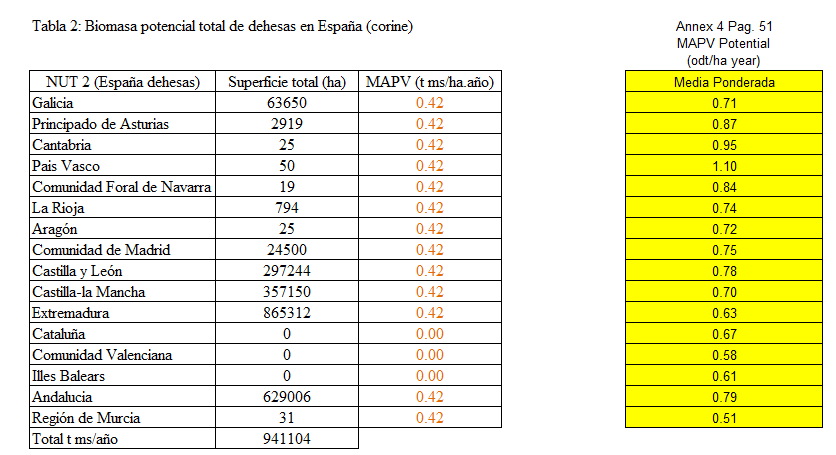 Tabla 2: Biomasa potencial total de dehesas en España (corine)
Annex 4 Pag. 51
MAPV Potential
(odt/ha year)
NUT 2 (España dehesas) Superficie total (ha) MAPV (t ms/ha.año) Media Ponderada
Galicia 63650 0.42 0.71
Principado de Asturias 2919 0.42 0.87
Cantabria 25 0.42 0.95
Pais Vasco 50 0.42 1.10
Comunidad Foral de Navarra 19 0.42 0.84
La Rioja 794 0.42 0.74
Aragón 25 0.42 0.72
Comunidad de Madrid 24500 0.42 0.75
Castilla y León 297244 0.42 0.78
Castilla-la Mancha 357150 0.42 0.70
Extremadura 865312 0.42 0.63
Cataluña 0 0.00 0.67
Comunidad Valenciana 0 0.00 0.58
Illes Balears 0 0.00 0.61
Andalucia 629006 0.42 0.79
Región de Murcia 31 0.42 0.51
Total t ms/año 941104